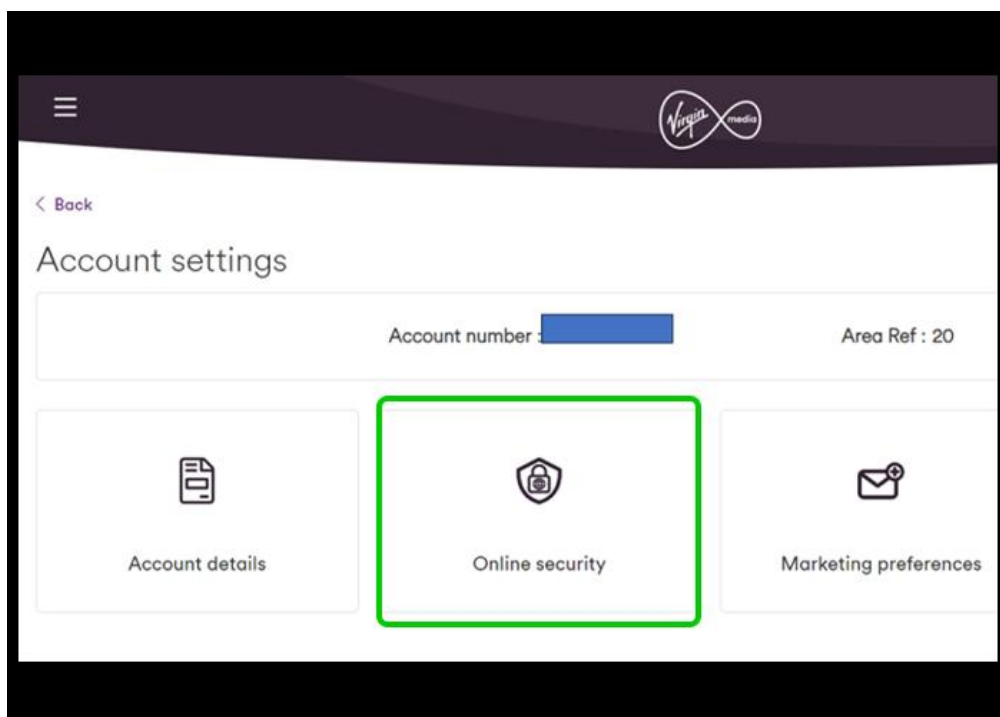 Virgin media
< Back
Account settings
Account number :
Area Ref : 20
Account details
Online security
Marketing preferences